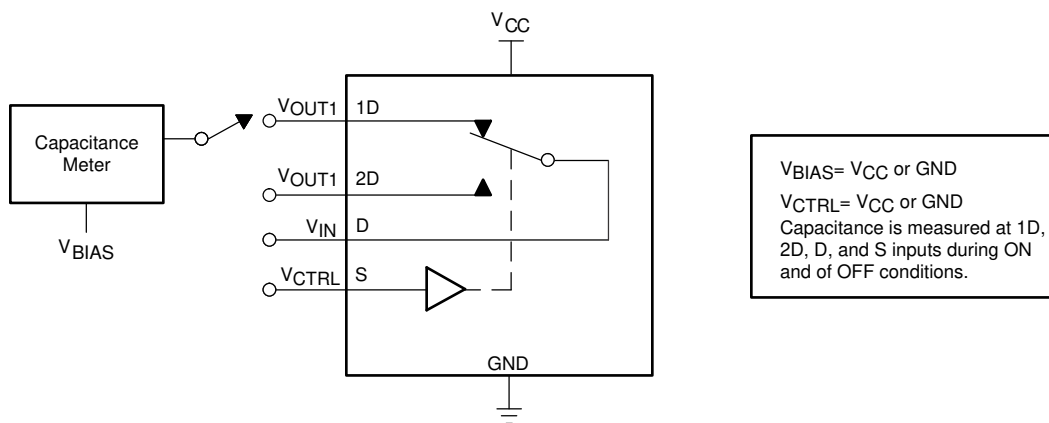 VCC
Capacitance
Meter
VBIAS
VOUT1 1D
VOUT1 2D
VIN D
VCTRL S
GND
VBIAS= VCC or GND
VCTRL= VCC or GND
Capacitance is measured at 1D,
2D, D, and S inputs during ON
and of OFF conditions.